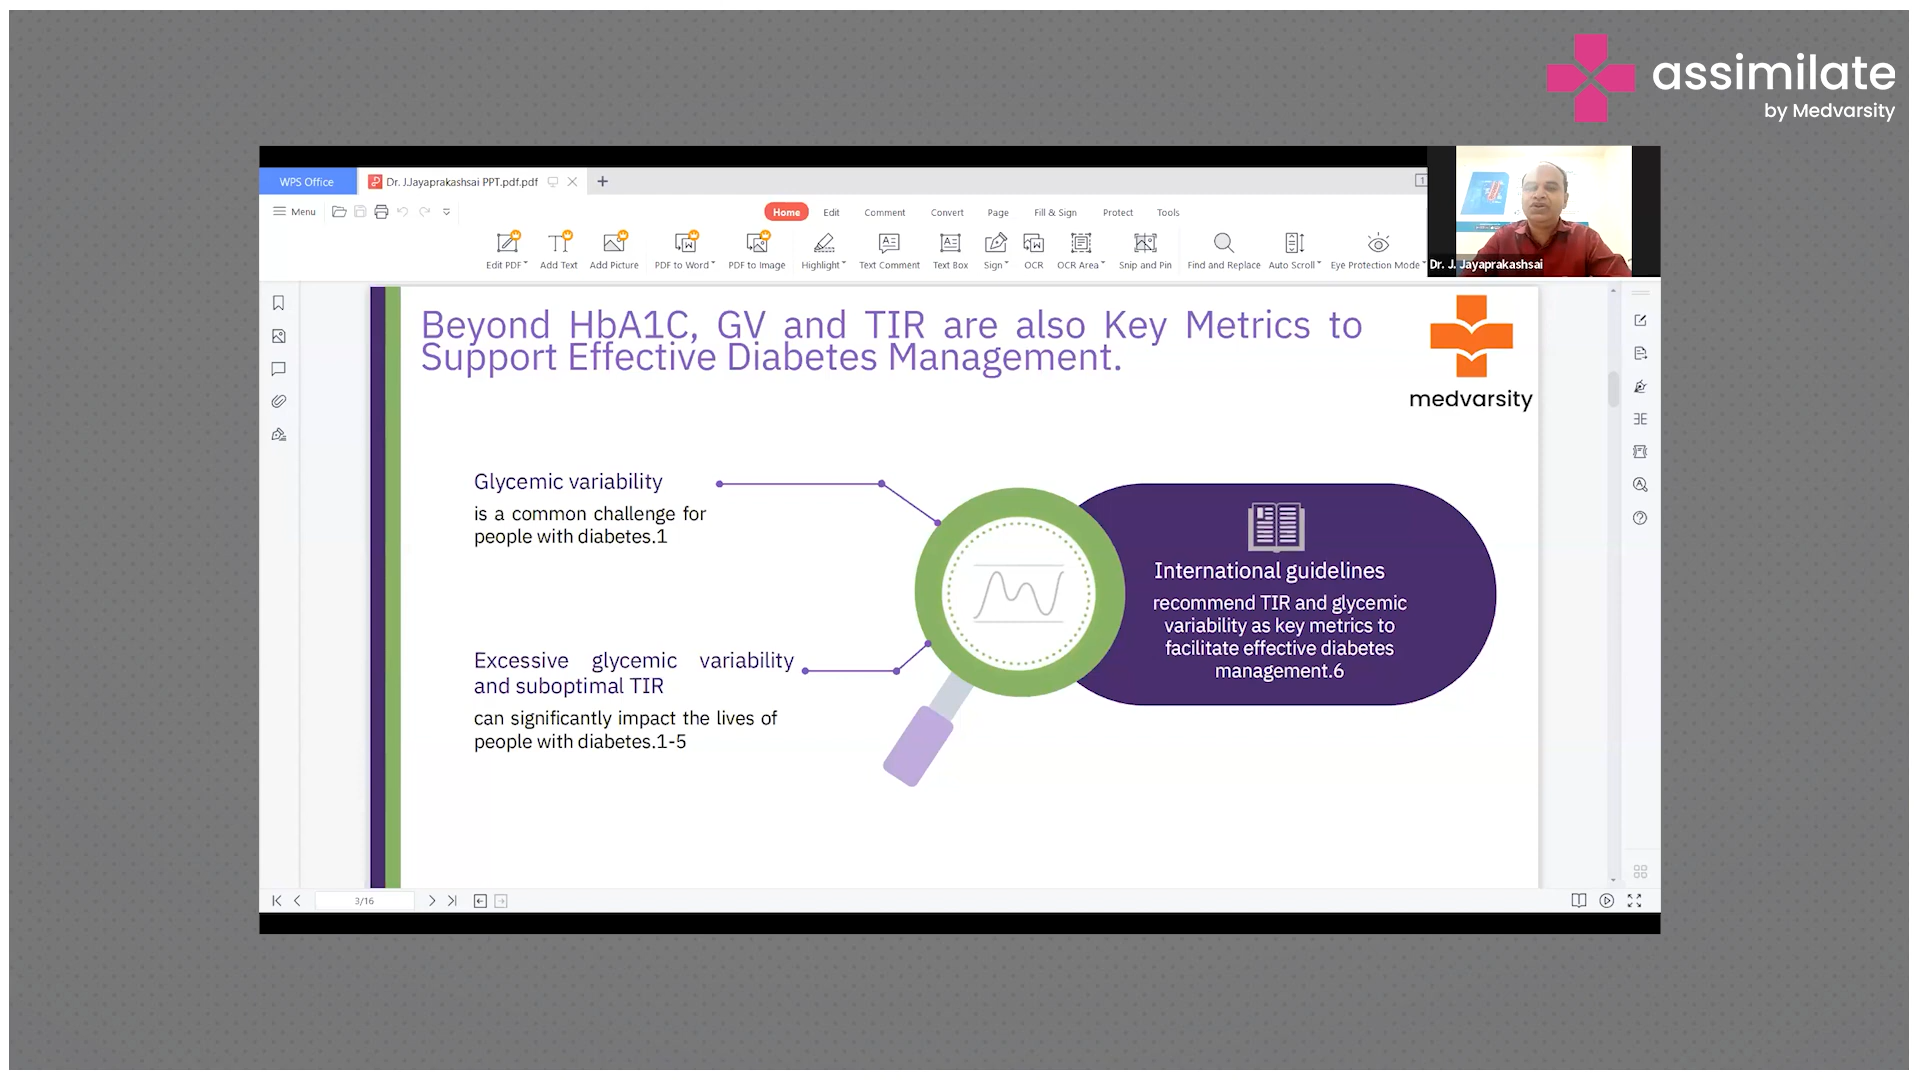 assimilate
by Medvarsity
WPS Office
Dr. J.Jayaprakashsai PPT.pdf.pdf
1
Menu
Home
Edit
Comment
Convert
Page
Fill & Sign
Protect
Tools
Edit PDF
Add Text
Add Picture
PDF to Word
PDF to Image
Highlight
Text Comment
Text Box
Sign
OCR
OCR Area
Snip and Pin
Find and Replace
Auto Scroll
Eye Protection Mode
Dr. J. Jayaprakashsai
Beyond HbA1C, GV and TIR are also Key Metrics to
Support Effective Diabetes Management.
medvarsity
Glycemic variability
is a common challenge for
people with diabetes.1
Excessive glycemic variability
and suboptimal TIR
can significantly impact the lives of
people with diabetes.1-5
International guidelines
recommend TIR and glycemic
variability as key metrics to
facilitate effective diabetes
management.6
3/16